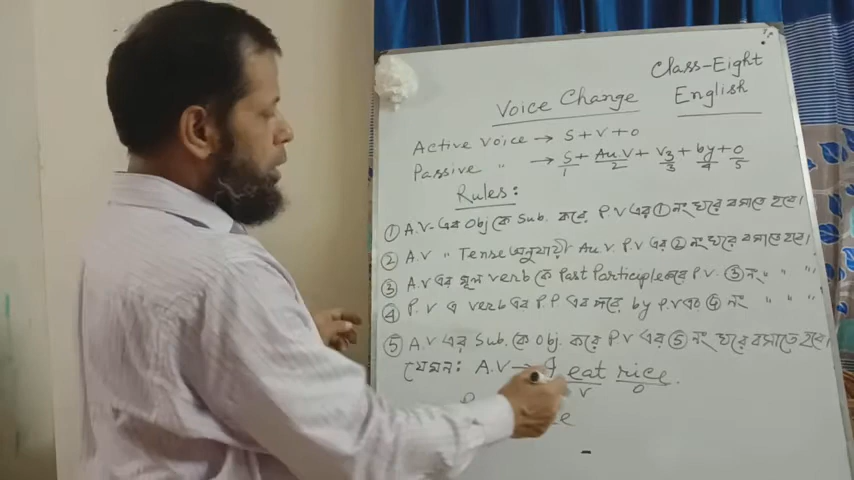 Class-Eight
English
Voice Change
Active Voice → S + V + O
Passive " → S + Au.V + V3 + by + O
1 2 3 4 5
Rules:
① A.V-এর Obj কে Sub. করে P.V এর ① নং ঘরে বসাতে হবে।
② A.V " Tense অনুযায়ী Au.V. P.V এর ② নং ঘরে বসাতে হবে।
③ A.V এর মূল verb কে Past Participle করে P.V. ③ নং " "
④ P.V এ verb এর P.P এর পরে by P.V এর ④ নং " " "
⑤ A.V এর Sub. কে Obj. করে P.V এর ⑤ নং ঘরে বসাতে হবে।
যেমন: A.V → I eat rice.
V O